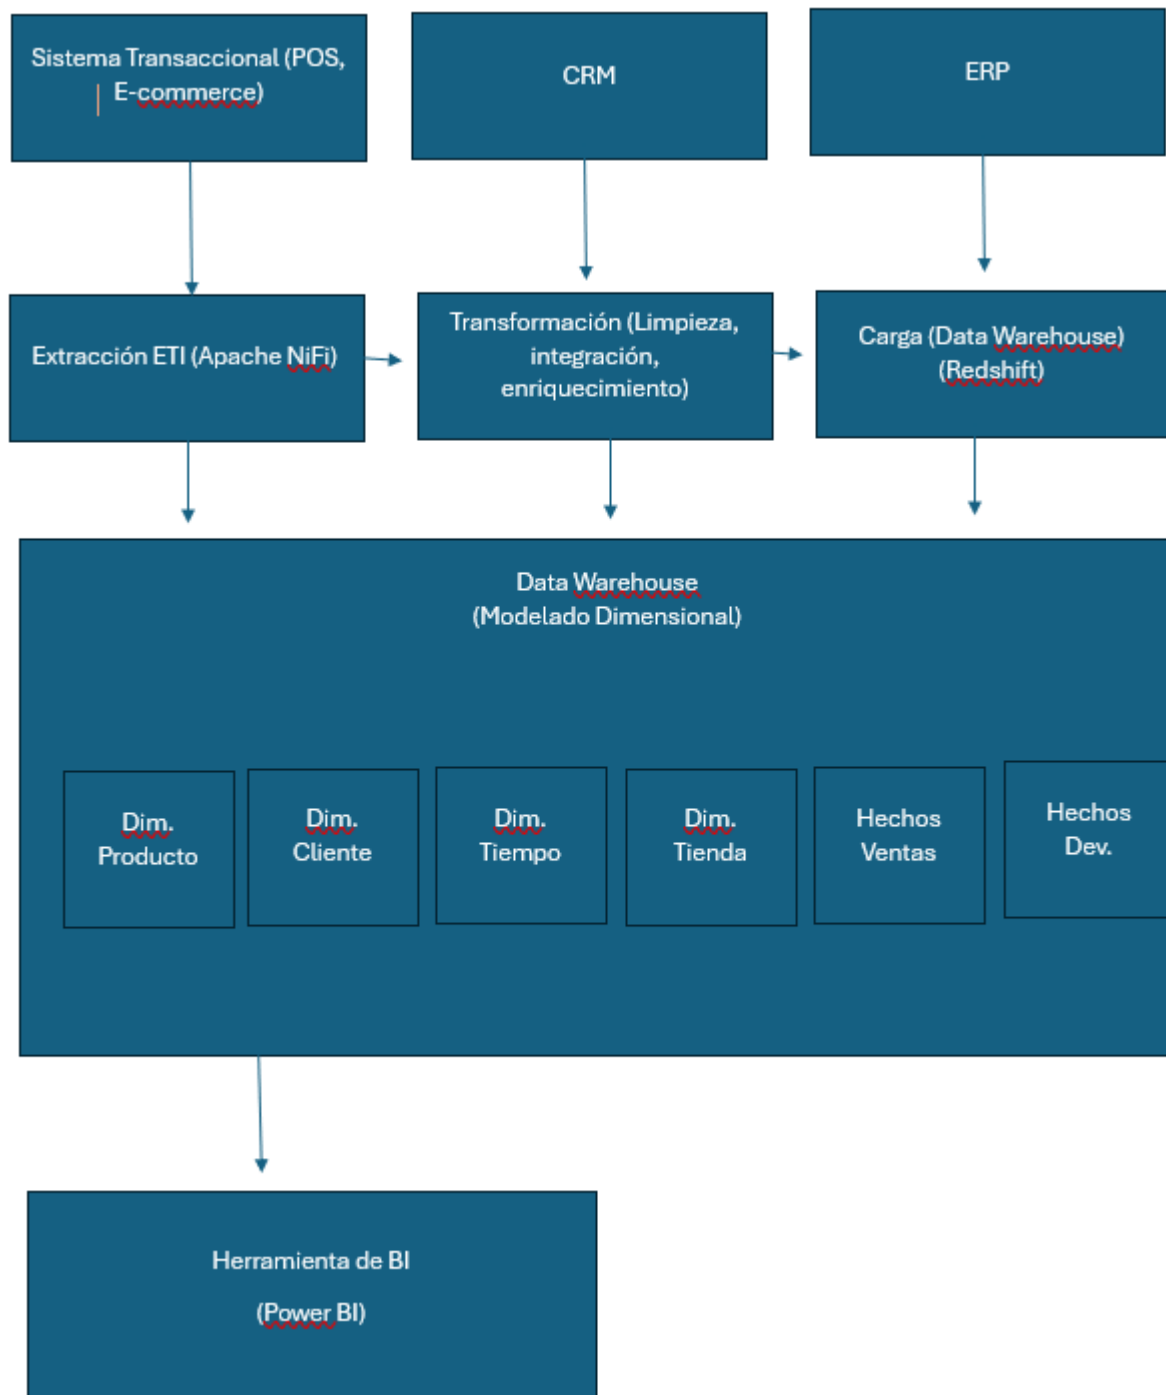 Sistema Transaccional (POS,
E-commerce)
CRM
ERP
Extracción ETI (Apache NiFi)
Transformación (Limpieza,
integración,
enriquecimiento)
Carga (Data Warehouse)
(Redshift)
Data Warehouse
(Modelado Dimensional)
Dim.
Producto
Dim.
Cliente
Dim.
Tiempo
Dim.
Tienda
Hechos
Ventas
Hechos
Dev.
Herramienta de BI
(Power BI)